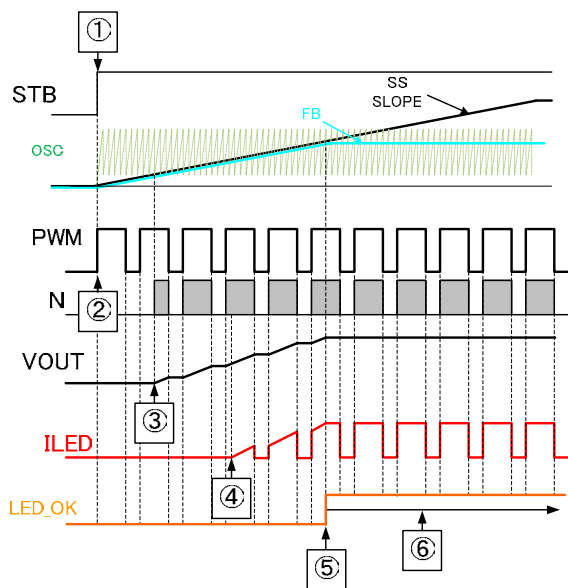 ①
STB
SS
SLOPE
FB
OSC
PWM
②
N
VOUT
③
ILED
④
LED_OK
⑤
⑥